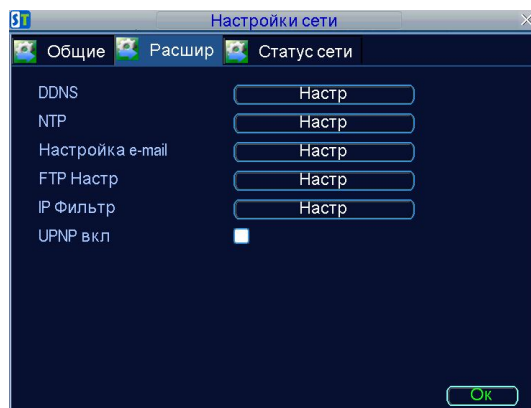 ST Настройки сети
Общие Расшир Статус сети
DDNS Настр
NTP Настр
Настройка e-mail Настр
FTP Настр Настр
IP Фильтр Настр
UPNP вкл
Ок